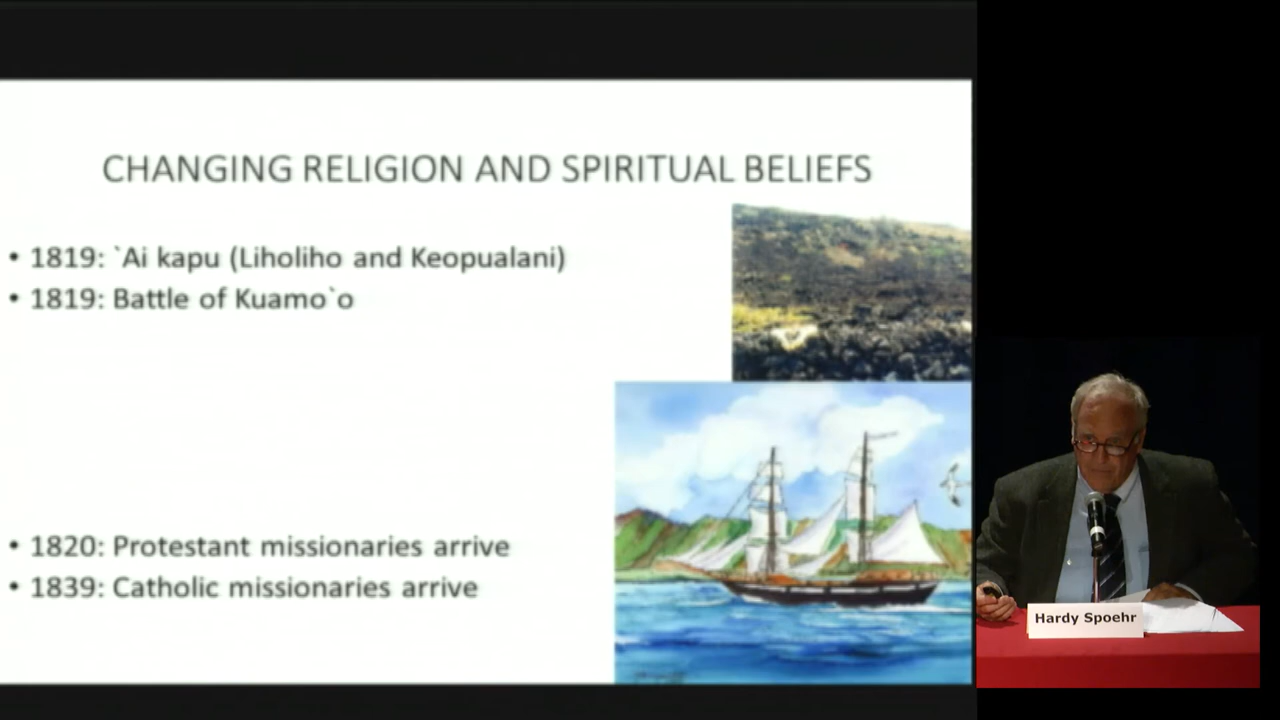 CHANGING RELIGION AND SPIRITUAL BELIEFS
• 1819: `Ai kapu (Liholiho and Keopualani)
• 1819: Battle of Kuamo`o
• 1820: Protestant missionaries arrive
• 1839: Catholic missionaries arrive
Hardy Spoehr